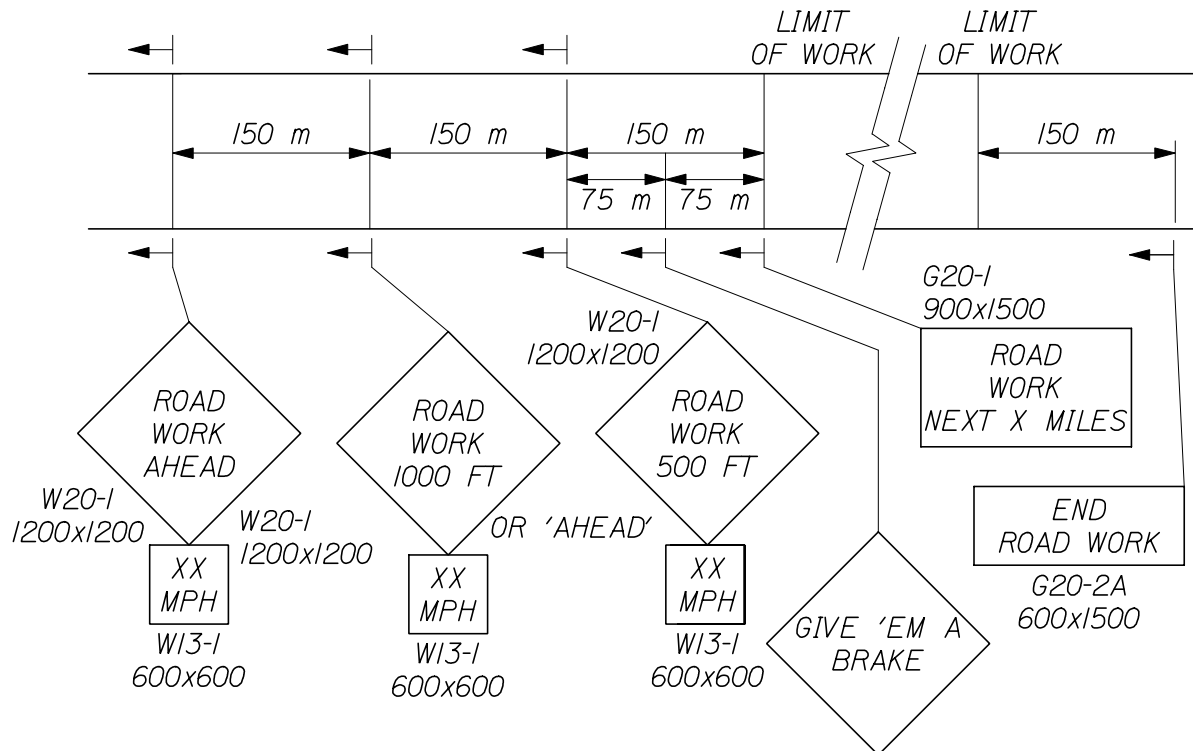 LIMIT
OF WORK
LIMIT
OF WORK
150 m
150 m
150 m
150 m
75 m
75 m
G20-1
900x1500
W20-1
1200x1200
ROAD
WORK
AHEAD
ROAD
WORK
1000 FT
ROAD
WORK
500 FT
ROAD
WORK
NEXT X MILES
W20-1
1200x1200
W20-1
1200x1200
OR 'AHEAD'
END
ROAD WORK
G20-2A
600x1500
XX
MPH
XX
MPH
XX
MPH
W13-1
600x600
W13-1
600x600
W13-1
600x600
GIVE 'EM A
BRAKE